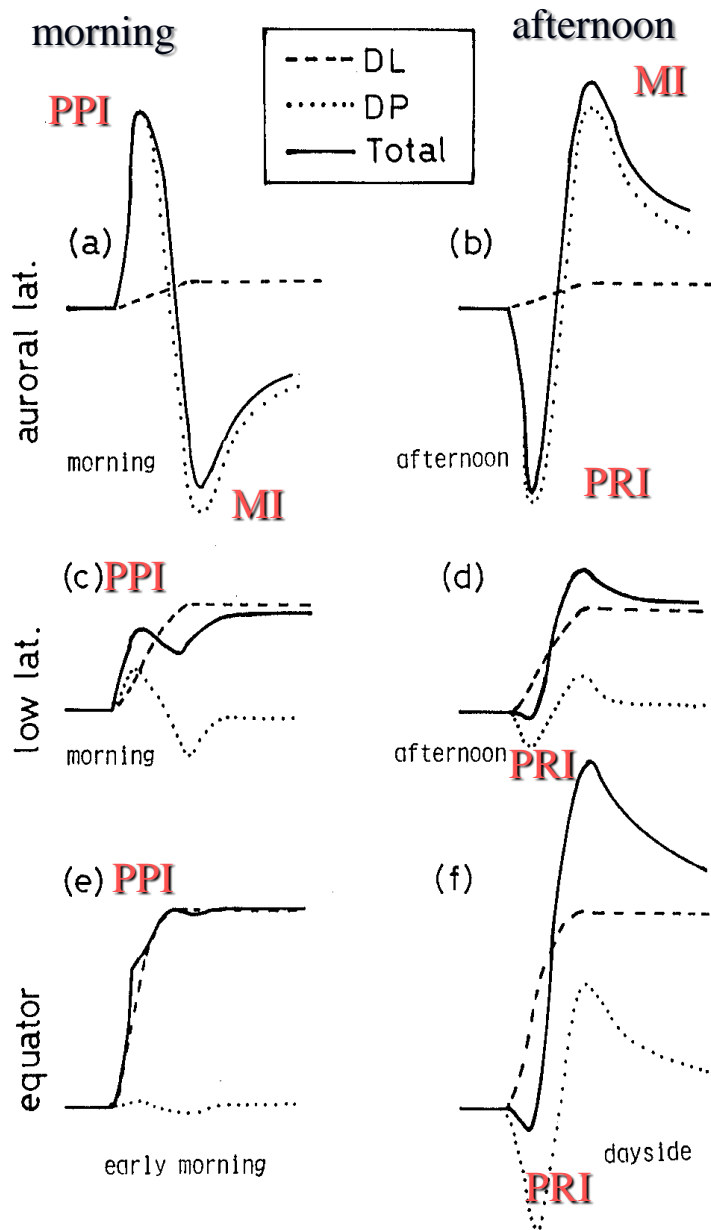 morning
afternoon
DL
DP
Total
PPI
MI
(a)
(b)
auroral lat.
morning
afternoon
MI
PRI
(c) PPI
(d)
low lat.
morning
afternoon
PRI
(e) PPI
(f)
equator
early morning
dayside
PRI